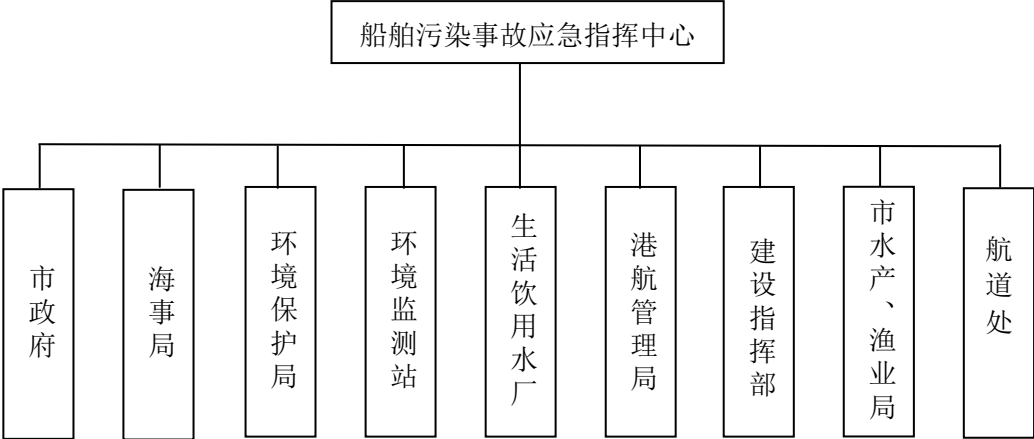 船舶污染事故应急指挥中心
市政府
海事局
环境保护局
环境监测站
生活饮用水厂
港航管理局
建设指挥部
市水产、渔业局
航道处